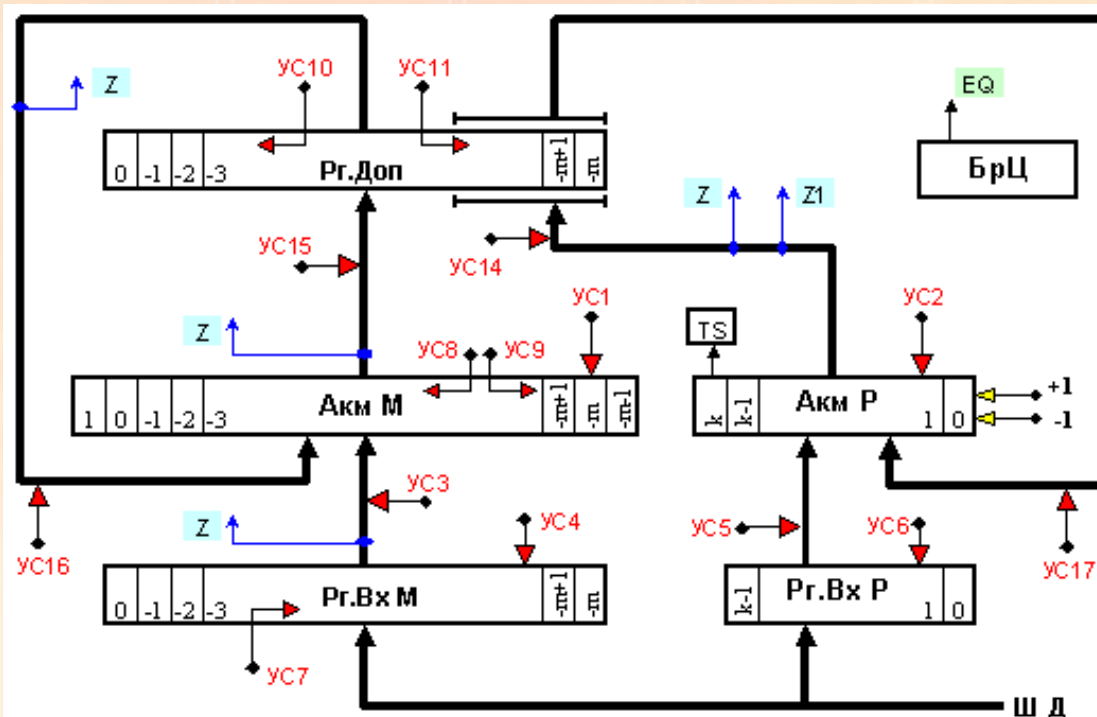 УС10 УС11
Z EQ
0 -1 -2 -3 Рг.Доп -m+1 -m
БрЦ
Z Z1
УС15 УС14
УС1 УС2
Z УС8 УС9 TS
1 0 -1 -2 -3 Акм М -m+1 -m -m-1
k k-1 Акм Р 1 0
+1
-1
УС3
Z УС4 УС5 УС6
УС16 УС17
0 -1 -2 -3 Рг.Вх М -m+1 -m
k-1 Рг.Вх Р 1 0
УС7
Ш Д